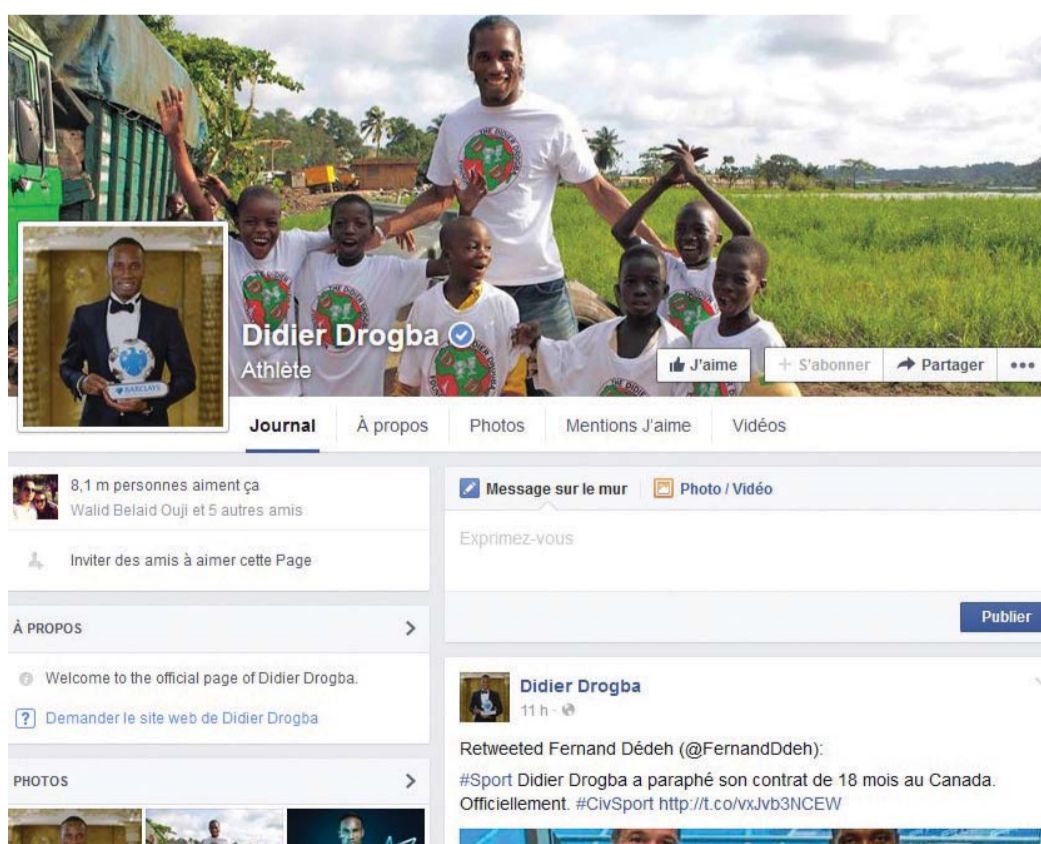 THE DIDIER DROGBA
BARCLAYS
Didier Drogba
Athlète
J'aime
S'abonner
Partager
Journal
À propos
Photos
Mentions J'aime
Vidéos
8,1 m personnes aiment ça
Walid Belaid Ouji et 5 autres amis
Inviter des amis à aimer cette Page
À PROPOS
Welcome to the official page of Didier Drogba.
Demander le site web de Didier Drogba
PHOTOS
Message sur le mur
Photo / Vidéo
Exprimez-vous
Publier
Didier Drogba
11 h ·
Retweeted Fernand Dédeh (@FernandDdeh):
#Sport Didier Drogba a paraphé son contrat de 18 mois au Canada.
Officiellement. #CivSport http://t.co/vxJvb3NCEW